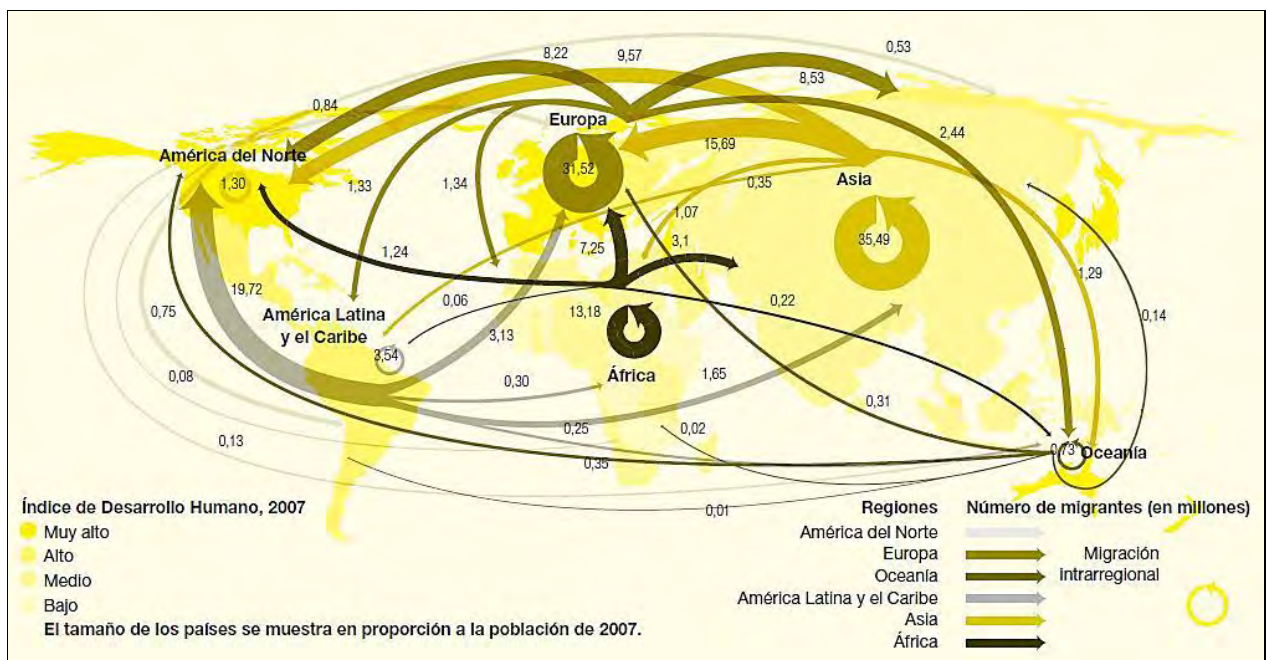 0,53
8,22
9,57
8,53
0,84
Europa
2,44
15,69
América del Norte
31,52
1,30
1,33
1,34
0,35
Asia
1,07
7,25
3,1
35,49
1,24
1,29
19,72
0,06
0,22
0,75
América Latina
y el Caribe
13,18
0,14
3,13
3,54
África
0,08
0,30
1,65
0,31
0,13
0,25
0,02
0,35
0,73
Oceanía
0,01
Índice de Desarrollo Humano, 2007
Muy alto
Alto
Medio
Bajo
El tamaño de los países se muestra en proporción a la población de 2007.
Regiones Número de migrantes (en millones)
América del Norte
Europa Migración
Oceanía intrarregional
América Latina y el Caribe
Asia
África